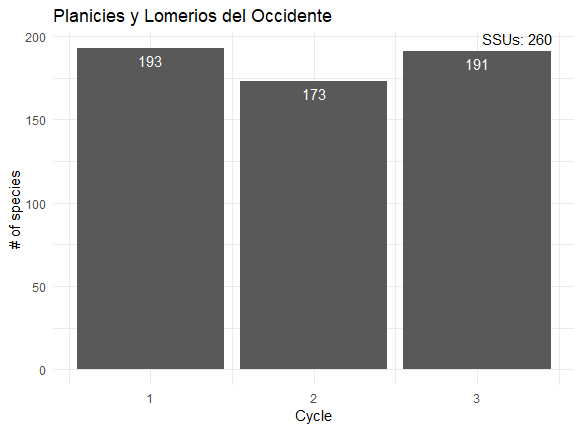 Planicies y Lomerios del Occidente
SSUs: 260
200
150
100
50
0
# of species
193
173
191
1
2
3
Cycle